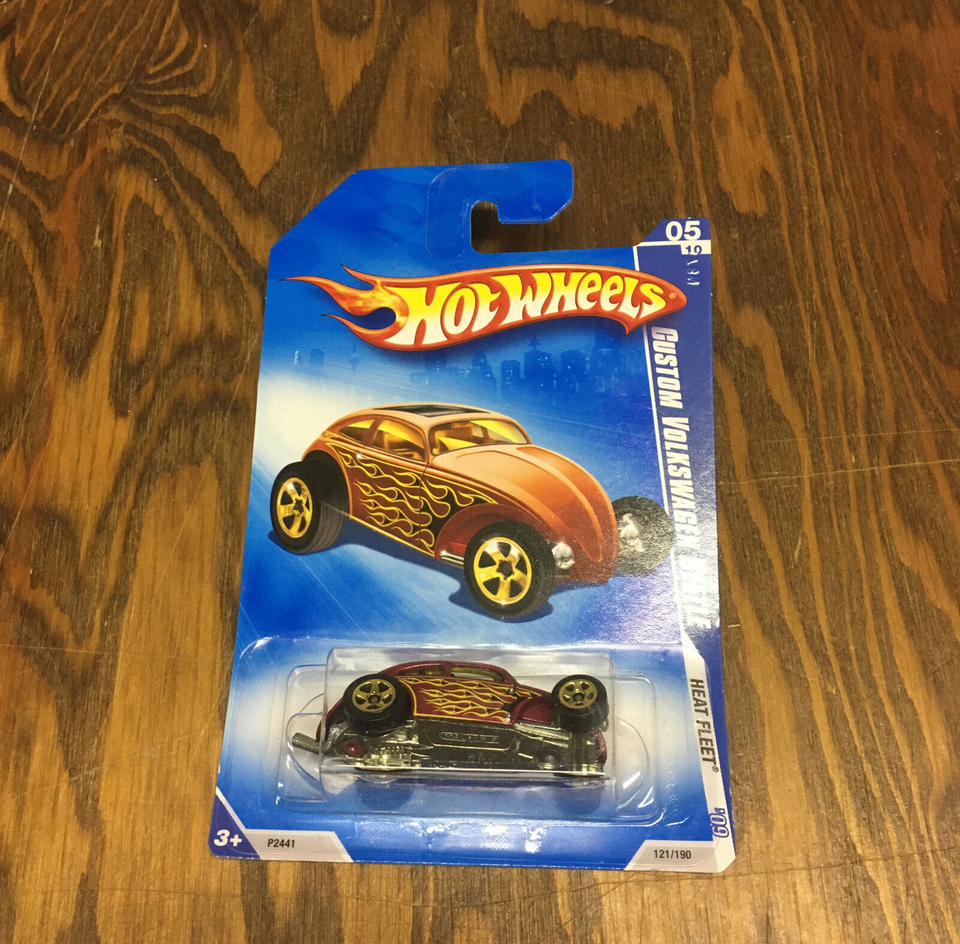 05
10
HOT WHEELS®
CUSTOM VOLKSWAGEN BEETLE
HEAT FLEET®
09
3+
P2441
121/190